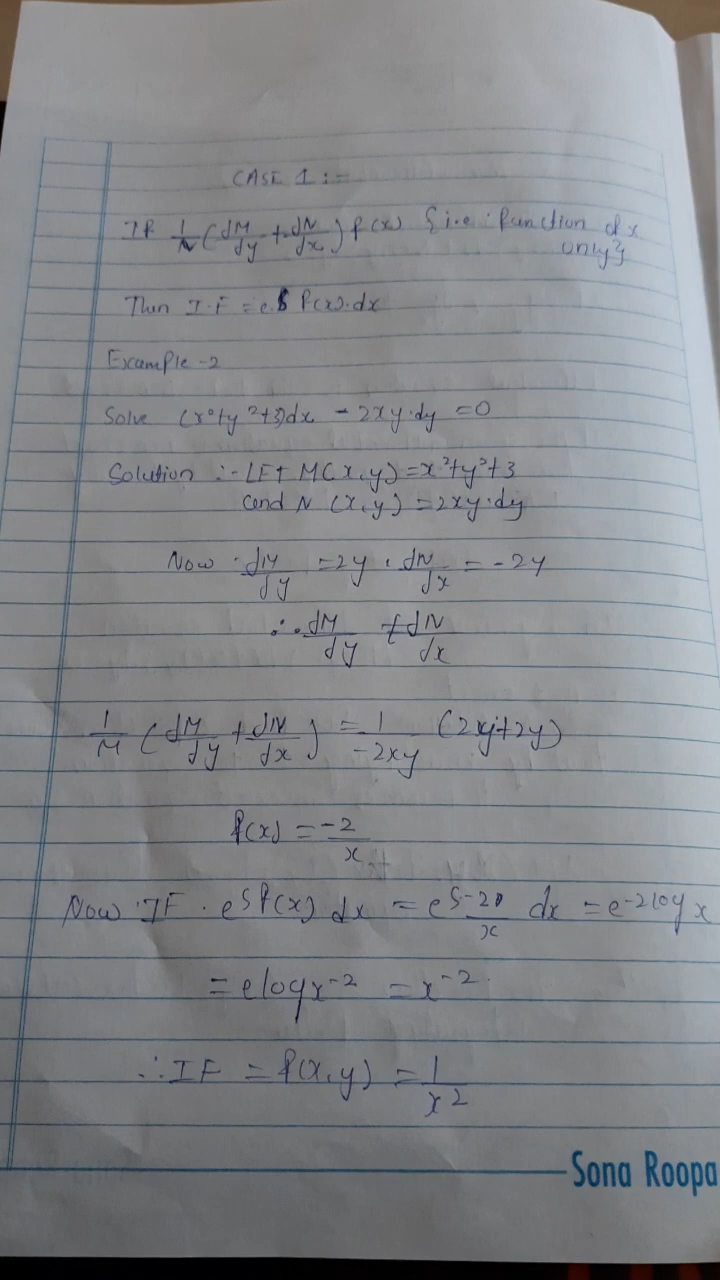 CASE 1 :-
IF 1/N (dM/dy + dN/dx) f(x) {i.e. function of x
only}
Then I.F = e∫ f(x).dx
Example -2
Solve (x²+y²+3)dx - 2xy.dy =0
Solution :- LET M(x,y)=x²+y²+3
and N (x,y) =2xy.dy
Now dM/dy =2y , dN/dx = -2y
∴ dM/dy ≠ dN/dx
1/M (dM/dy + dN/dx) = 1/-2xy (2y+2y)
f(x) = -2/x
Now IF . e∫f(x) dx = e∫-2/x dx = e-2log x
= elogx-2 = x-2
∴ IF = f(x,y) = 1/x2
Sona Roopa